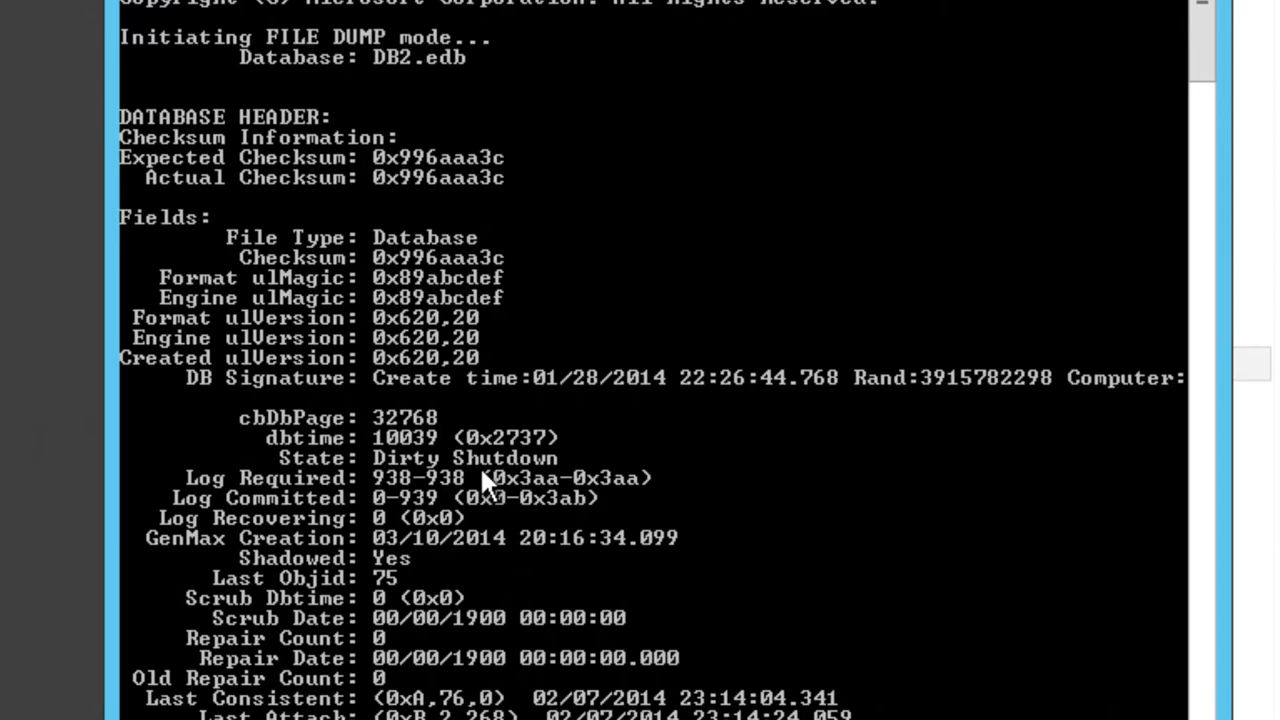 Copyright (C) Microsoft Corporation. All Rights Reserved.
Initiating FILE DUMP mode...
Database: DB2.edb
DATABASE HEADER:
Checksum Information:
Expected Checksum: 0x996aaa3c
Actual Checksum: 0x996aaa3c
Fields:
File Type: Database
Checksum: 0x996aaa3c
Format ulMagic: 0x89abcdef
Engine ulMagic: 0x89abcdef
Format ulVersion: 0x620,20
Engine ulVersion: 0x620,20
Created ulVersion: 0x620,20
DB Signature: Create time:01/28/2014 22:26:44.768 Rand:3915782298 Computer:
cbDbPage: 32768
dbtime: 10039 (0x2737)
State: Dirty Shutdown
Log Required: 938-938 (0x3aa-0x3aa)
Log Committed: 0-939 (0x0-0x3ab)
Log Recovering: 0 (0x0)
GenMax Creation: 03/10/2014 20:16:34.099
Shadowed: Yes
Last Objid: 75
Scrub Dbtime: 0 (0x0)
Scrub Date: 00/00/1900 00:00:00
Repair Count: 0
Repair Date: 00/00/1900 00:00:00.000
Old Repair Count: 0
Last Consistent: (0xA,76,0) 02/07/2014 23:14:04.341
Last Attach: (0xB,2,268) 02/07/2014 23:14:24.059